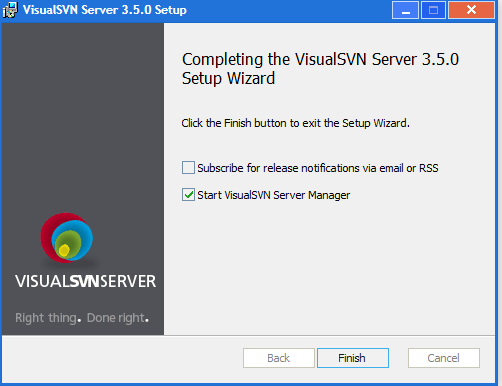 VisualSVN Server 3.5.0 Setup
Completing the VisualSVN Server 3.5.0
Setup Wizard
Click the Finish button to exit the Setup Wizard.
Subscribe for release notifications via email or RSS
Start VisualSVN Server Manager
VISUALSVNSERVER
Right thing. Done right.
Back
Finish
Cancel